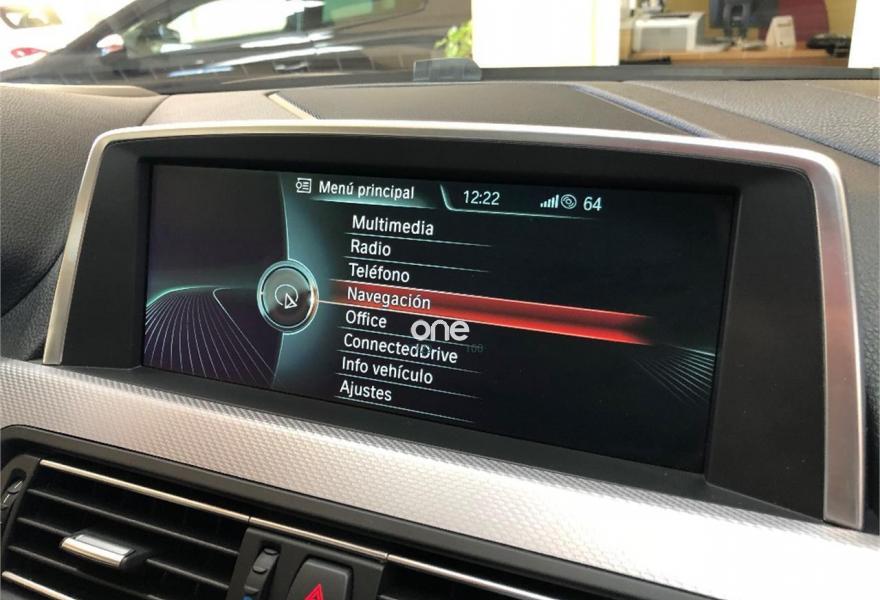 Menú principal 12:22 64
Multimedia
Radio
Teléfono
Navegación
Office
one
ConnectedDrive
Info vehículo
Ajustes